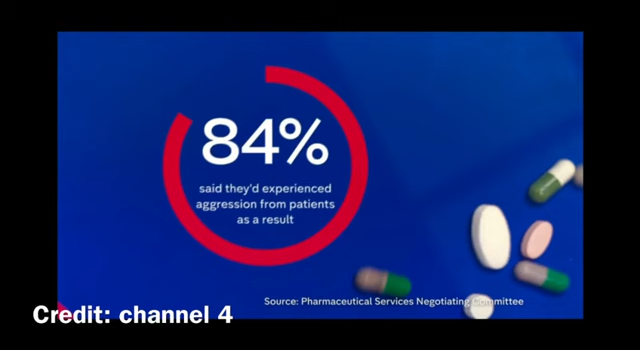 84%
said they'd experienced
aggression from patients
as a result
Source: Pharmaceutical Services Negotiating Committee
Credit: channel 4